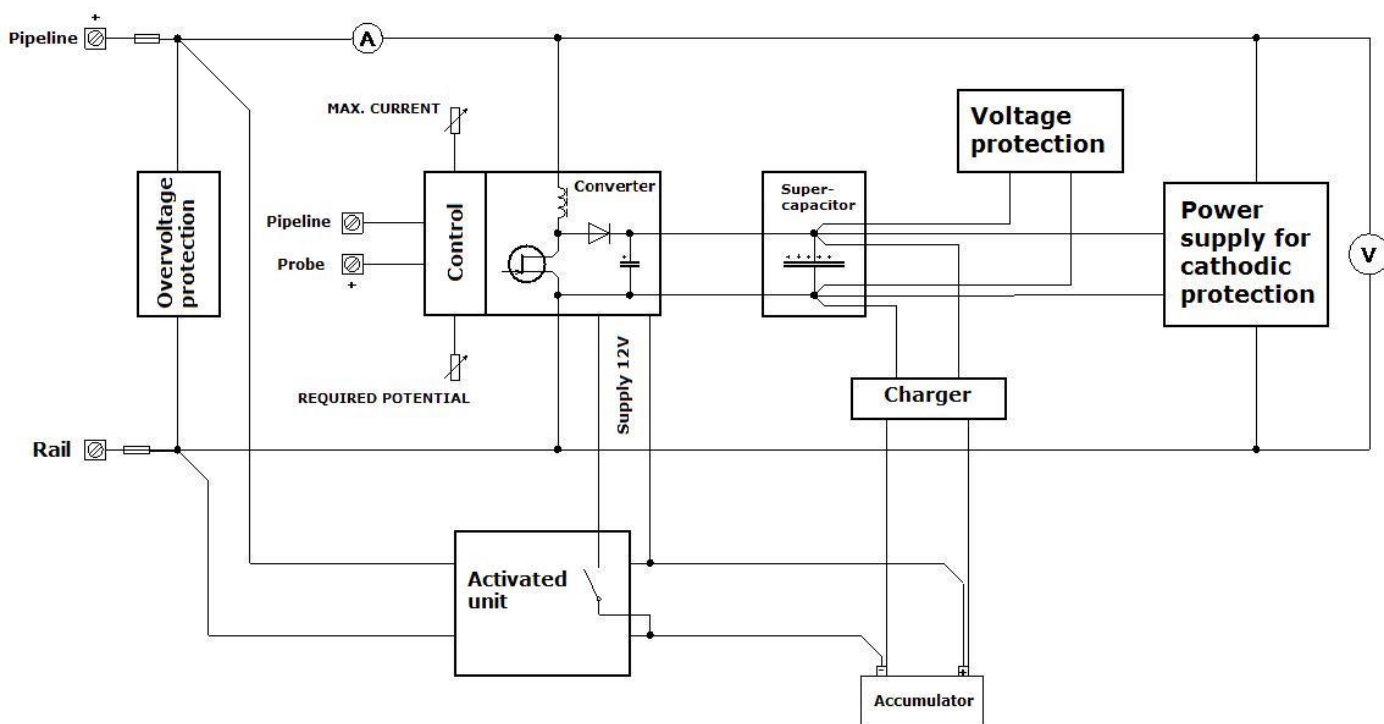 +
Pipeline
A
MAX. CURRENT
Voltage
protection
Converter
Super-
capacitor
Overvoltage
protection
Pipeline
Control
Probe
+
Power
supply for
cathodic
protection
V
+
+ + + + +
REQUIRED POTENTIAL
Supply 12V
Charger
Rail
Activated
unit
- +
Accumulator